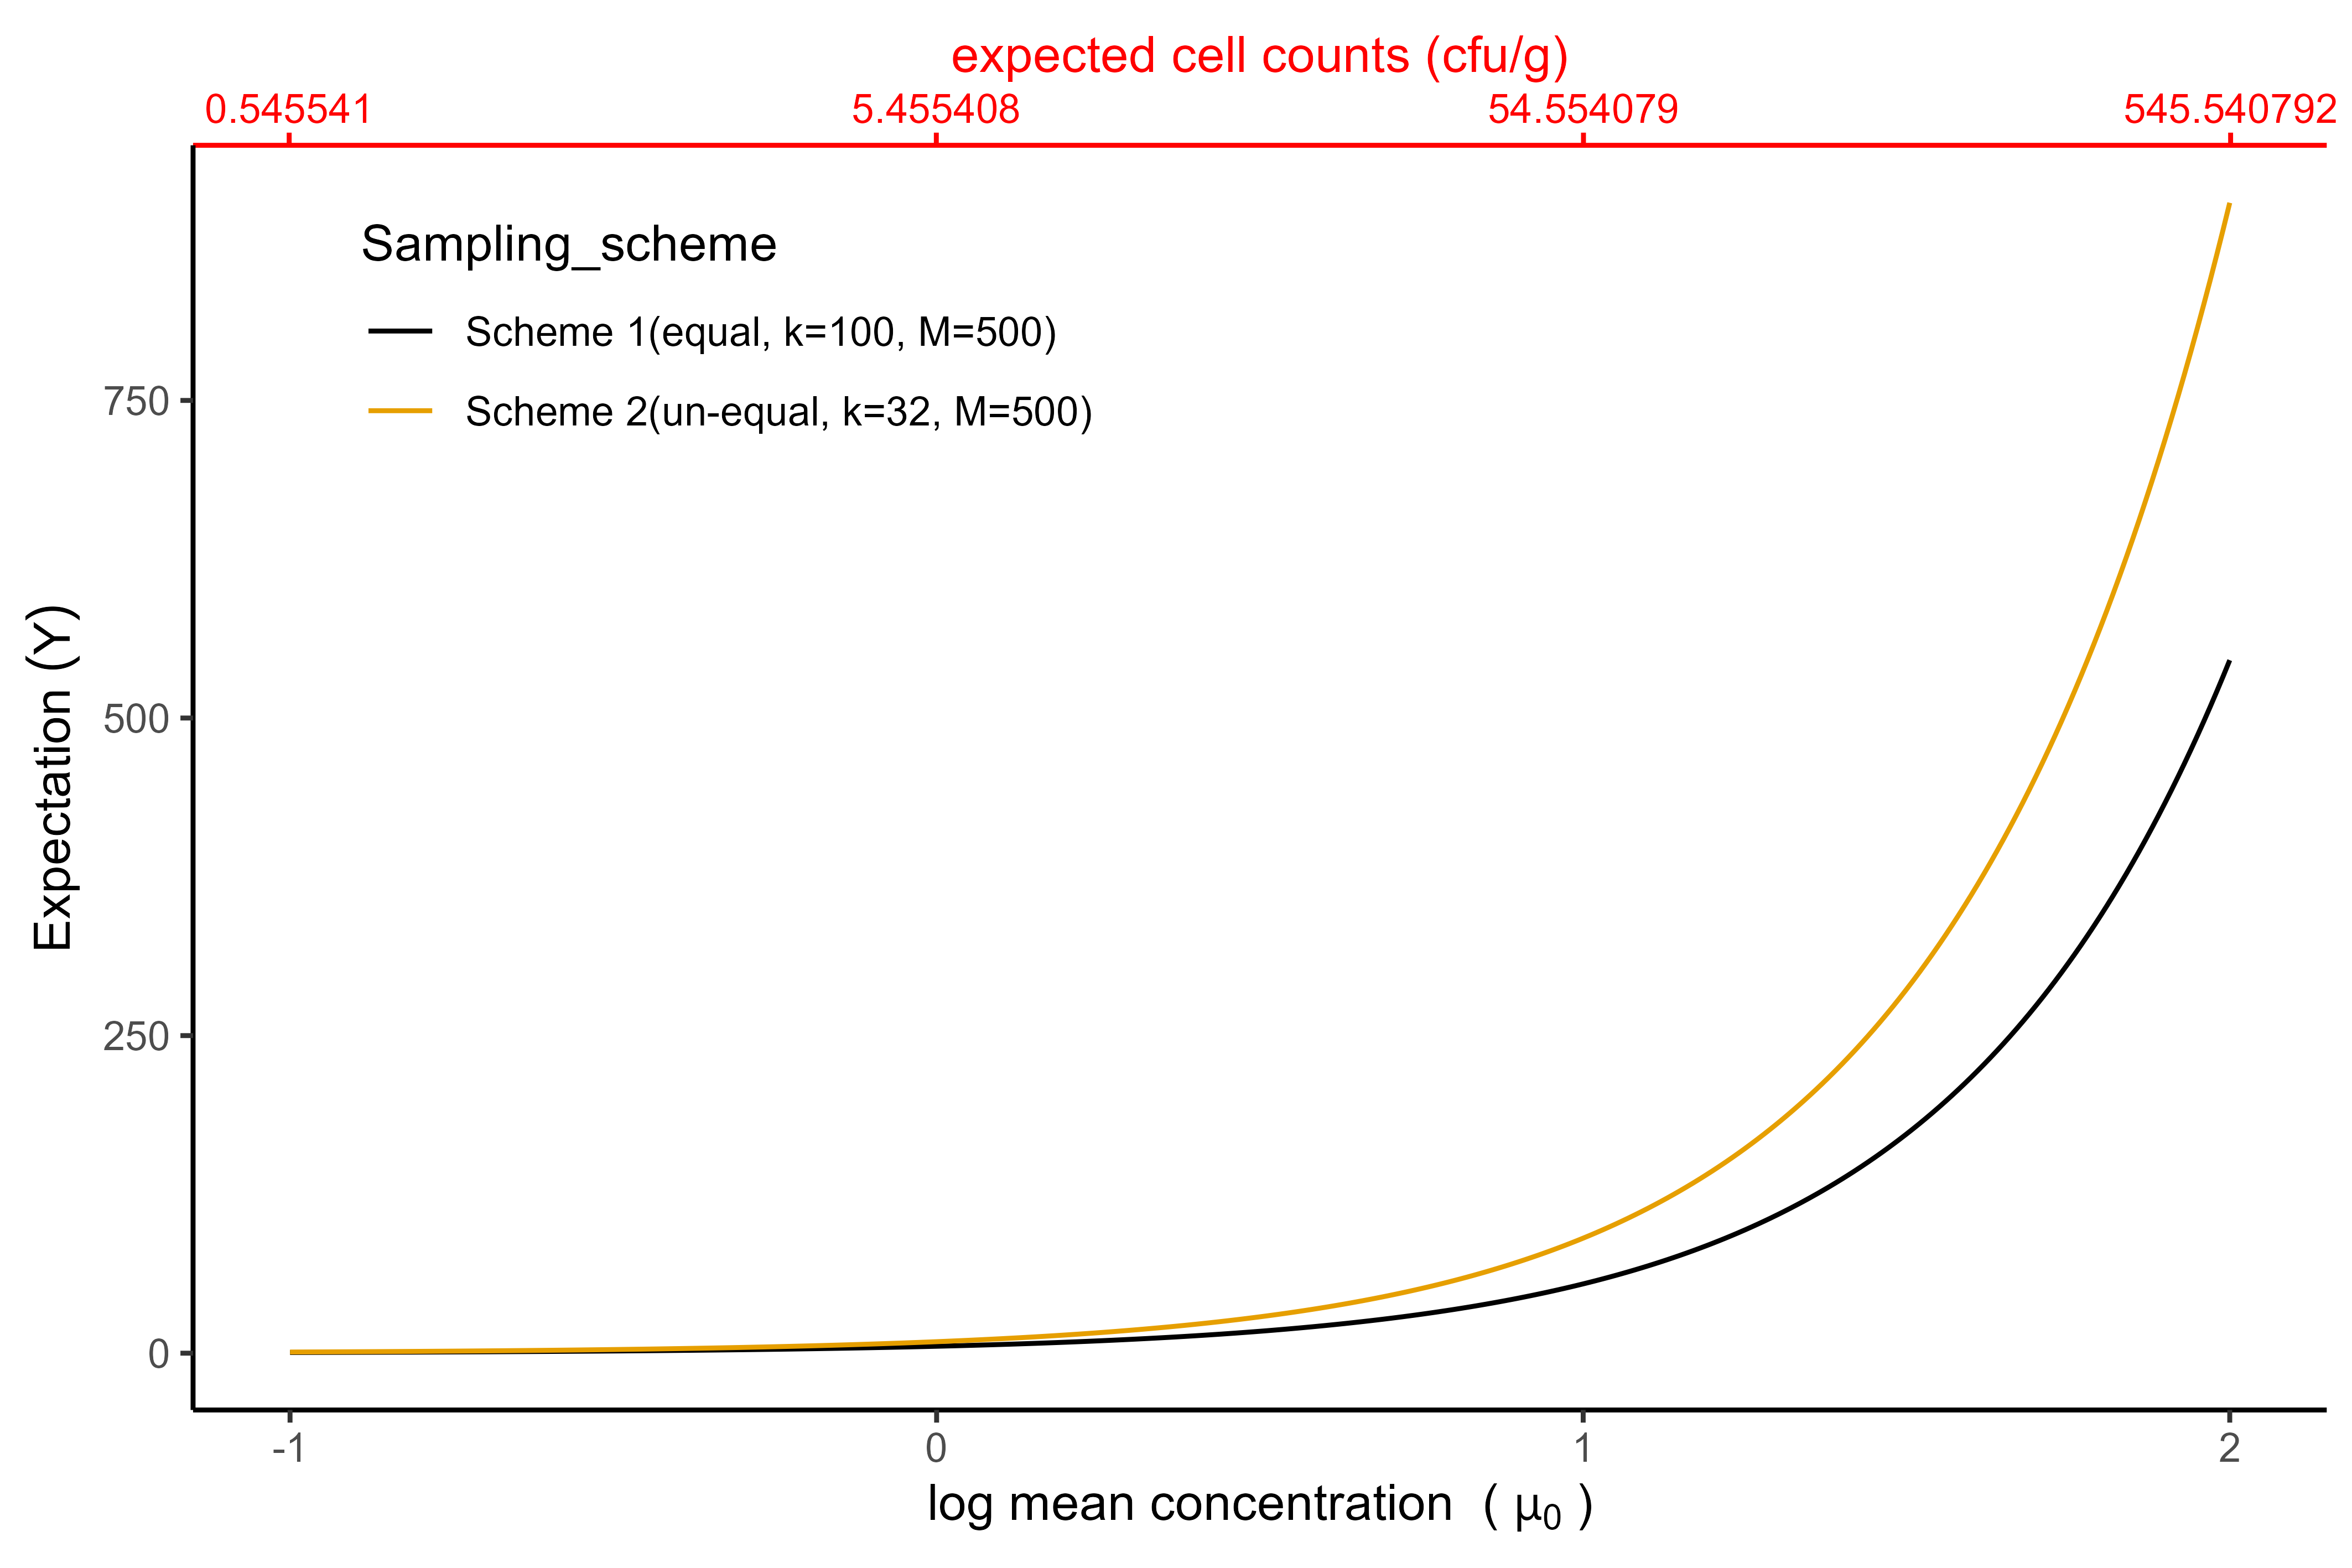 expected cell counts (cfu/g)
0.545541 5.455408 54.554079 545.540792
Sampling_scheme
Scheme 1(equal, k=100, M=500)
Scheme 2(un-equal, k=32, M=500)
Expectation (Y)
750
500
250
0
-1 0 1 2
log mean concentration ( μ₀ )